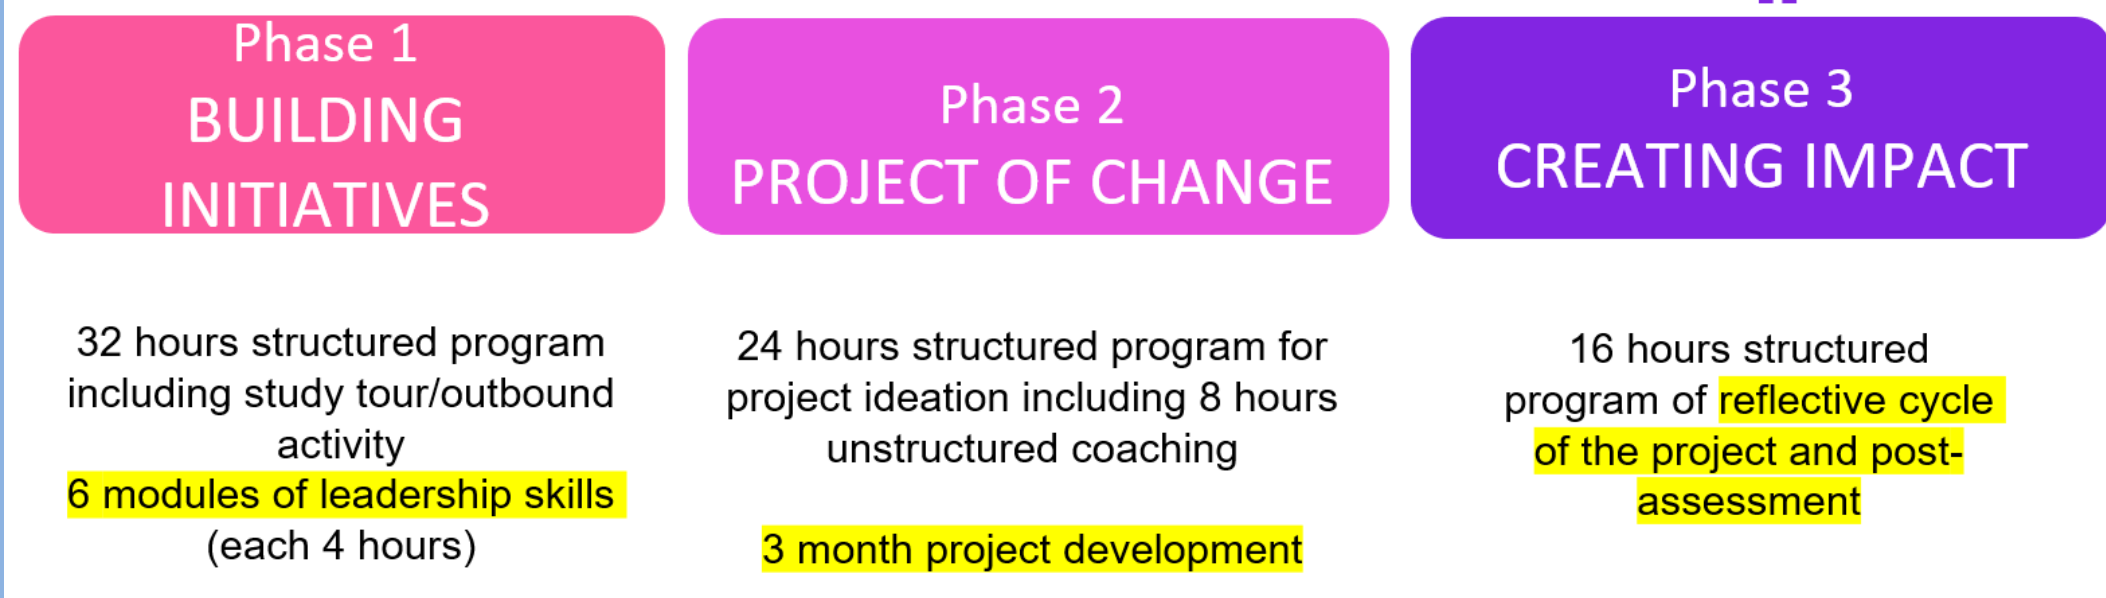 Phase 1
BUILDING
INITIATIVES
32 hours structured program
including study tour/outbound
activity
6 modules of leadership skills
(each 4 hours)
Phase 2
PROJECT OF CHANGE
24 hours structured program for
project ideation including 8 hours
unstructured coaching
3 month project development
Phase 3
CREATING IMPACT
16 hours structured
program of reflective cycle
of the project and post-
assessment